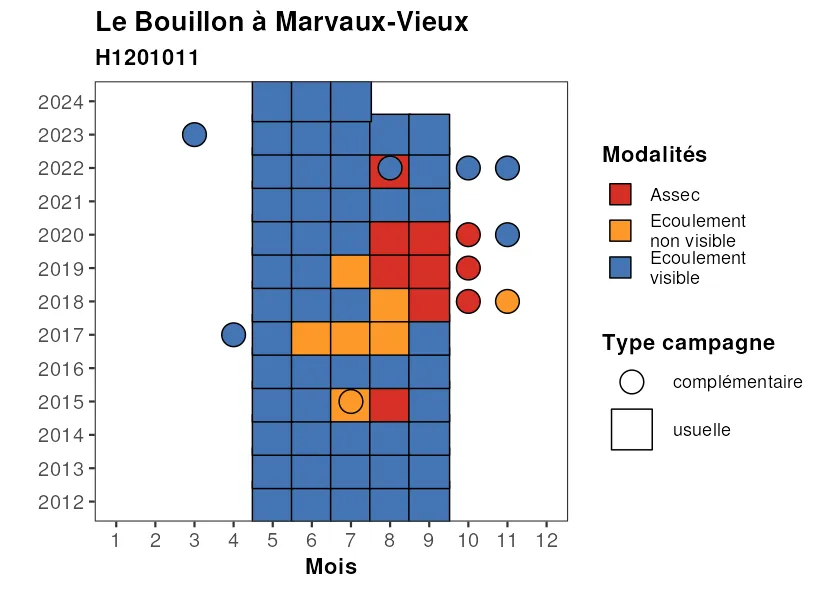 Le Bouillon à Marvaux-Vieux
H1201011
2024
2023
2022
2021
2020
2019
2018
2017
2016
2015
2014
2013
2012
1 2 3 4 5 6 7 8 9 10 11 12
Mois
Modalités
Assec
Ecoulement
non visible
Ecoulement
visible
Type campagne
complémentaire
usuelle